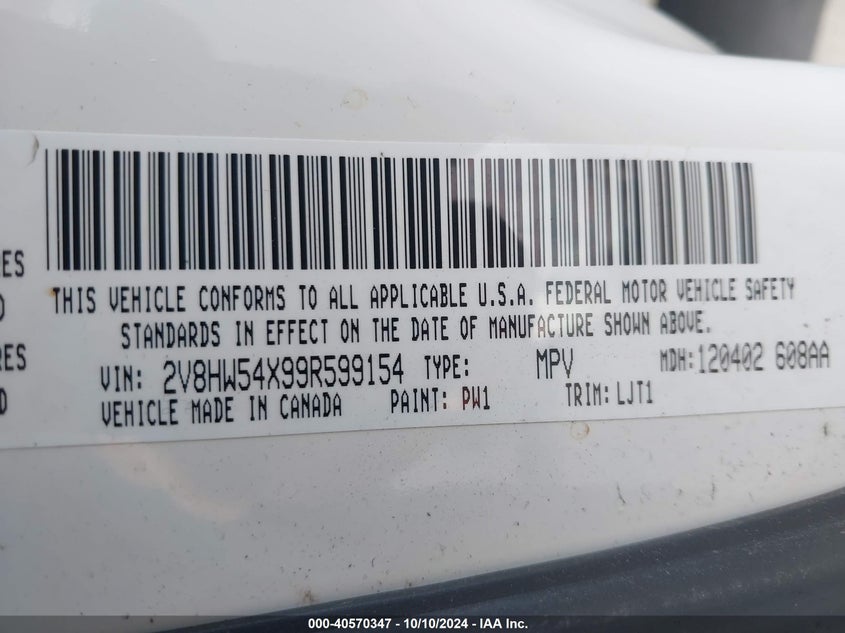 RES
D
RES
D
THIS VEHICLE CONFORMS TO ALL APPLICABLE U.S.A. FEDERAL MOTOR VEHICLE SAFETY
STANDARDS IN EFFECT ON THE DATE OF MANUFACTURE SHOWN ABOVE.
VIN: 2V8HW54X99R599154 TYPE: MPV MDH: 120402 608AA
VEHICLE MADE IN CANADA PAINT: PW1 TRIM: LJT1
000-40570347 - 10/10/2024 - IAA Inc.